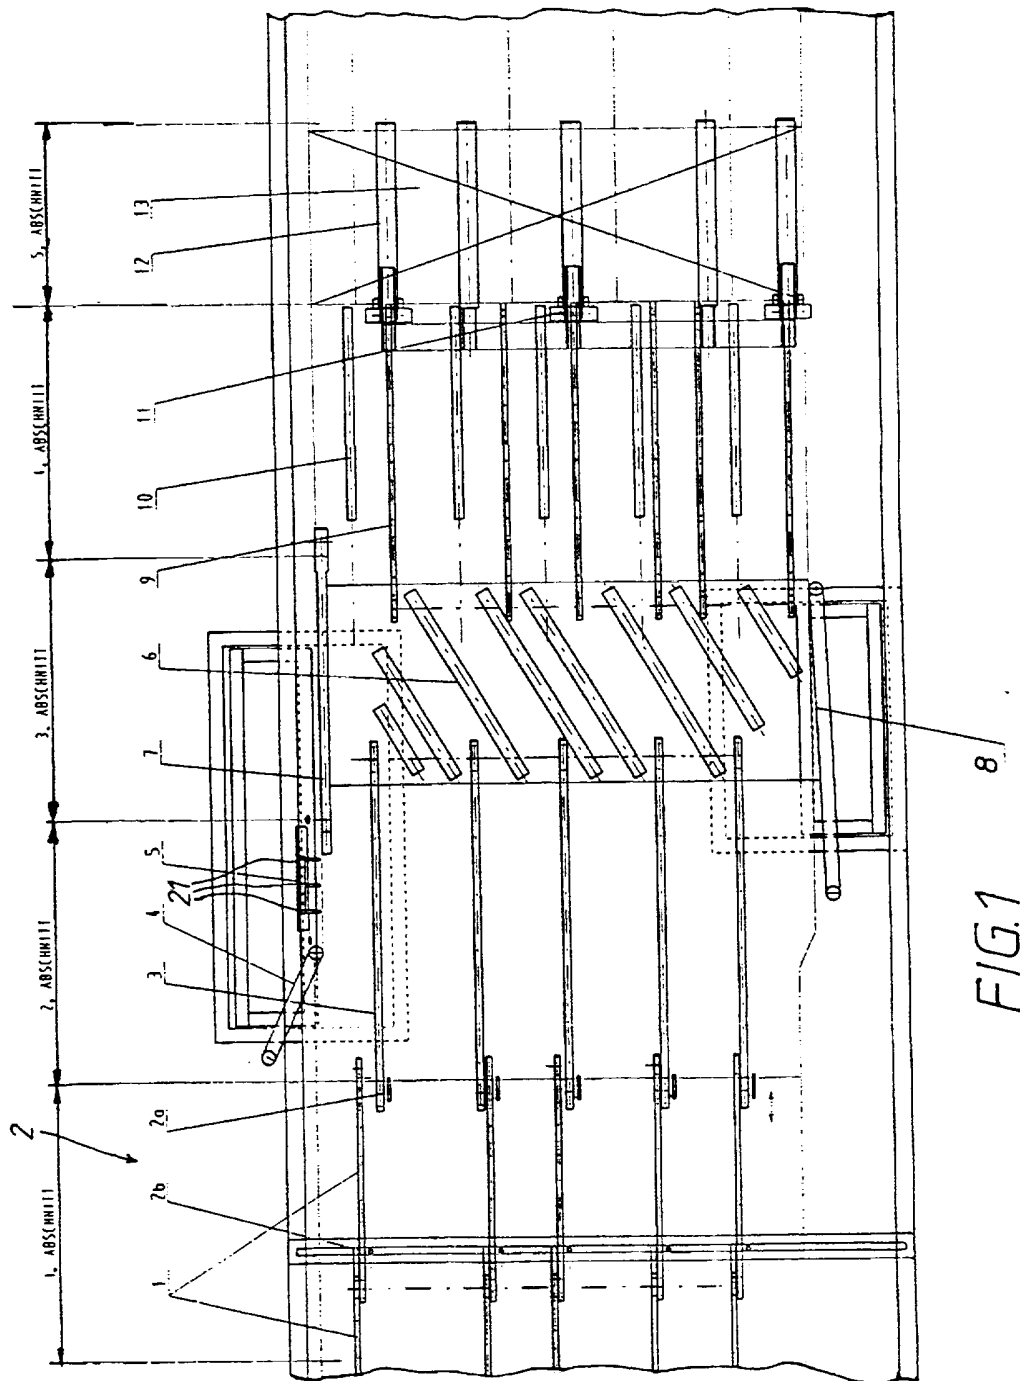 1. ABSCHNITT
2. ABSCHNITT
3. ABSCHNITT
4. ABSCHNITT
5. ABSCHNITT
2
1
2b
2a
3
4
21
5
7
6
9
10
11
12
13
8
FIG.1